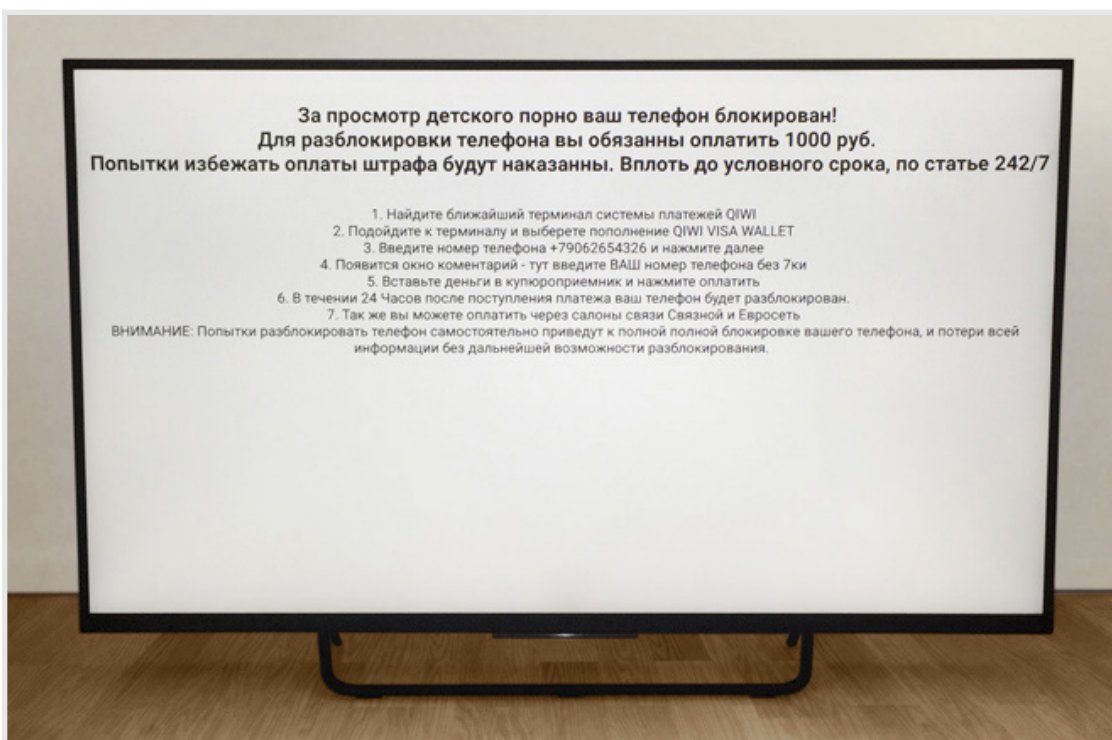 За просмотр детского порно ваш телефон блокирован!
Для разблокировки телефона вы обязанны оплатить 1000 руб.
Попытки избежать оплаты штрафа будут наказанны. Вплоть до условного срока, по статье 242/7
1. Найдите ближайший терминал системы платежей QIWI
2. Подойдите к терминалу и выберете пополнение QIWI VISA WALLET
3. Введите номер телефона +79062654326 и нажмите далее
4. Появится окно коментарий - тут введите ВАШ номер телефона без 7ки
5. Вставьте деньги в купюроприемник и нажмите оплатить
6. В течении 24 Часов после поступления платежа ваш телефон будет разблокирован.
7. Так же вы можете оплатить через салоны связи Связной и Евросеть
ВНИМАНИЕ: Попытки разблокировать телефон самостоятельно приведут к полной полной блокировке вашего телефона, и потери всей
информации без дальнейшей возможности разблокирования.